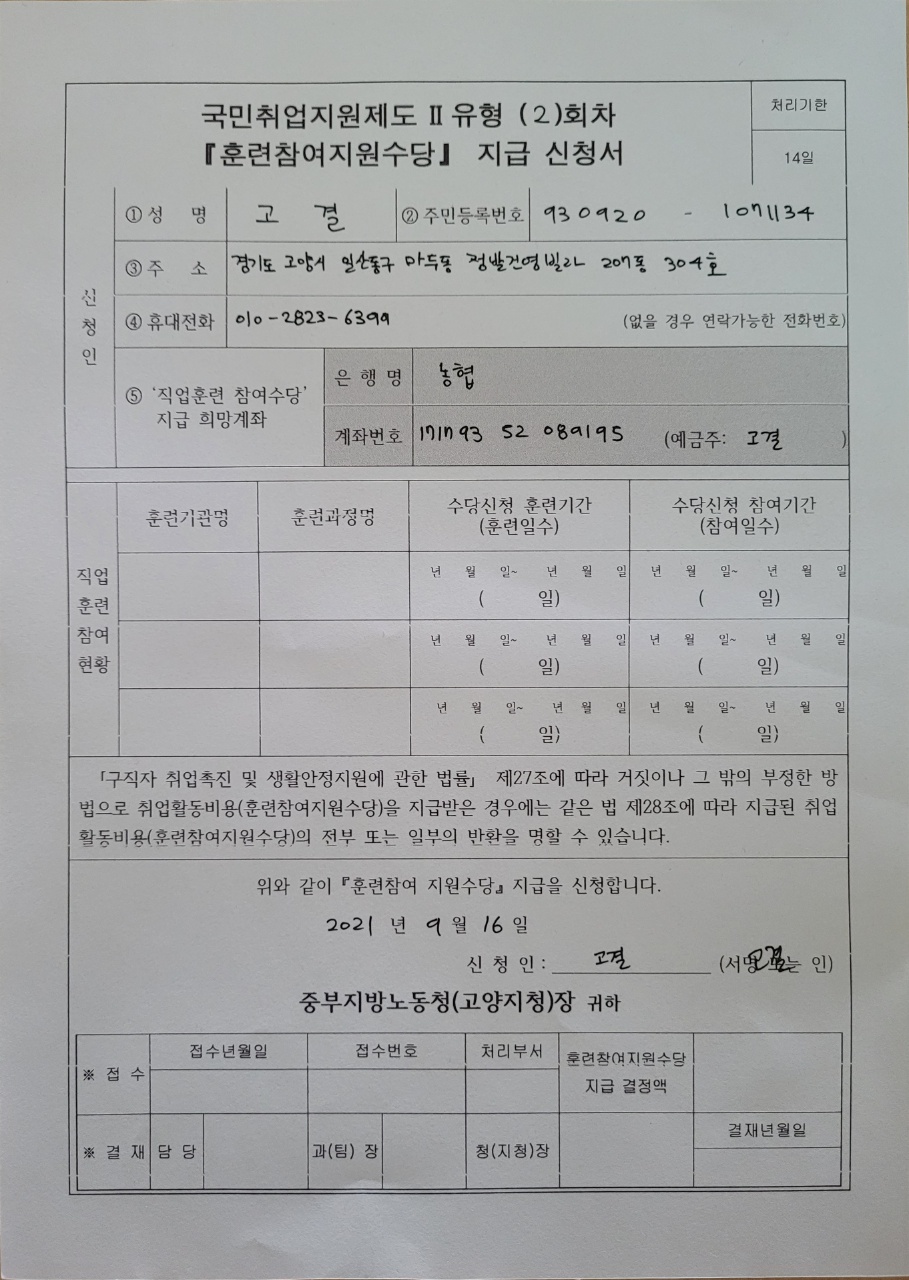 국민취업지원제도 Ⅱ유형 (2)회차
『훈련참여지원수당』 지급 신청서
처리기한
14일
신청인
① 성 명 고 결 ② 주민등록번호 930920 - 1071134
③ 주 소 경기도 고양시 일산동구 마두동 정발건영빌라 207동 304호
④ 휴대전화 010-2823-6399 (없을 경우 연락가능한 전화번호)
⑤ '직업훈련 참여수당'
지급 희망계좌
은 행 명 농협
계좌번호 171793 52 089195 (예금주: 고결 )
직업
훈련
참여
현황
훈련기관명 훈련과정명 수당신청 훈련기간 수당신청 참여기간
(훈련일수) (참여일수)
년 월 일~ 년 월 일 년 월 일~ 년 월 일
( 일) ( 일)
년 월 일~ 년 월 일 년 월 일~ 년 월 일
( 일) ( 일)
년 월 일~ 년 월 일 년 월 일~ 년 월 일
( 일) ( 일)
「구직자 취업촉진 및 생활안정지원에 관한 법률」 제27조에 따라 거짓이나 그 밖의 부정한 방
법으로 취업활동비용(훈련참여지원수당)을 지급받은 경우에는 같은 법 제28조에 따라 지급된 취업
활동비용(훈련참여지원수당)의 전부 또는 일부의 반환을 명할 수 있습니다.
위와 같이 『훈련참여 지원수당』 지급을 신청합니다.
2021 년 9 월 16 일
신 청 인 : 고결 (서명 또는 인) 고결
중부지방노동청(고양지청)장 귀하
※ 접 수 접수년월일 접수번호 처리부서 훈련참여지원수당
지급 결정액
※ 결 재 담 당 과(팀) 장 청(지청)장 결재년월일